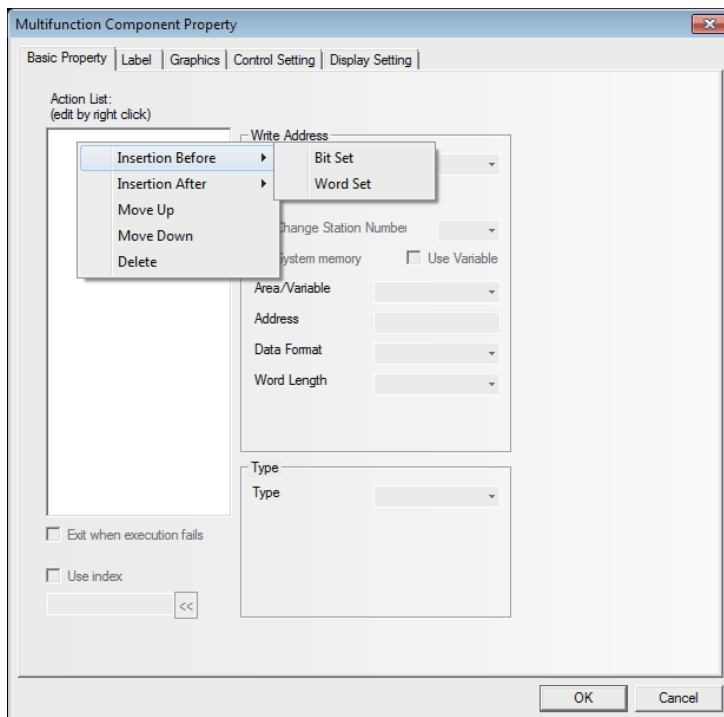 Multifunction Component Property
Basic Property Label Graphics Control Setting Display Setting
Action List:
(edit by right click)
Write Address
Insertion Before
Bit Set
Insertion After
Word Set
Move Up
Move Down
Delete
Change Station Number
System memory
Use Variable
Area/Variable
Address
Data Format
Word Length
Type
Type
Exit when execution fails
Use index
<<
OK
Cancel